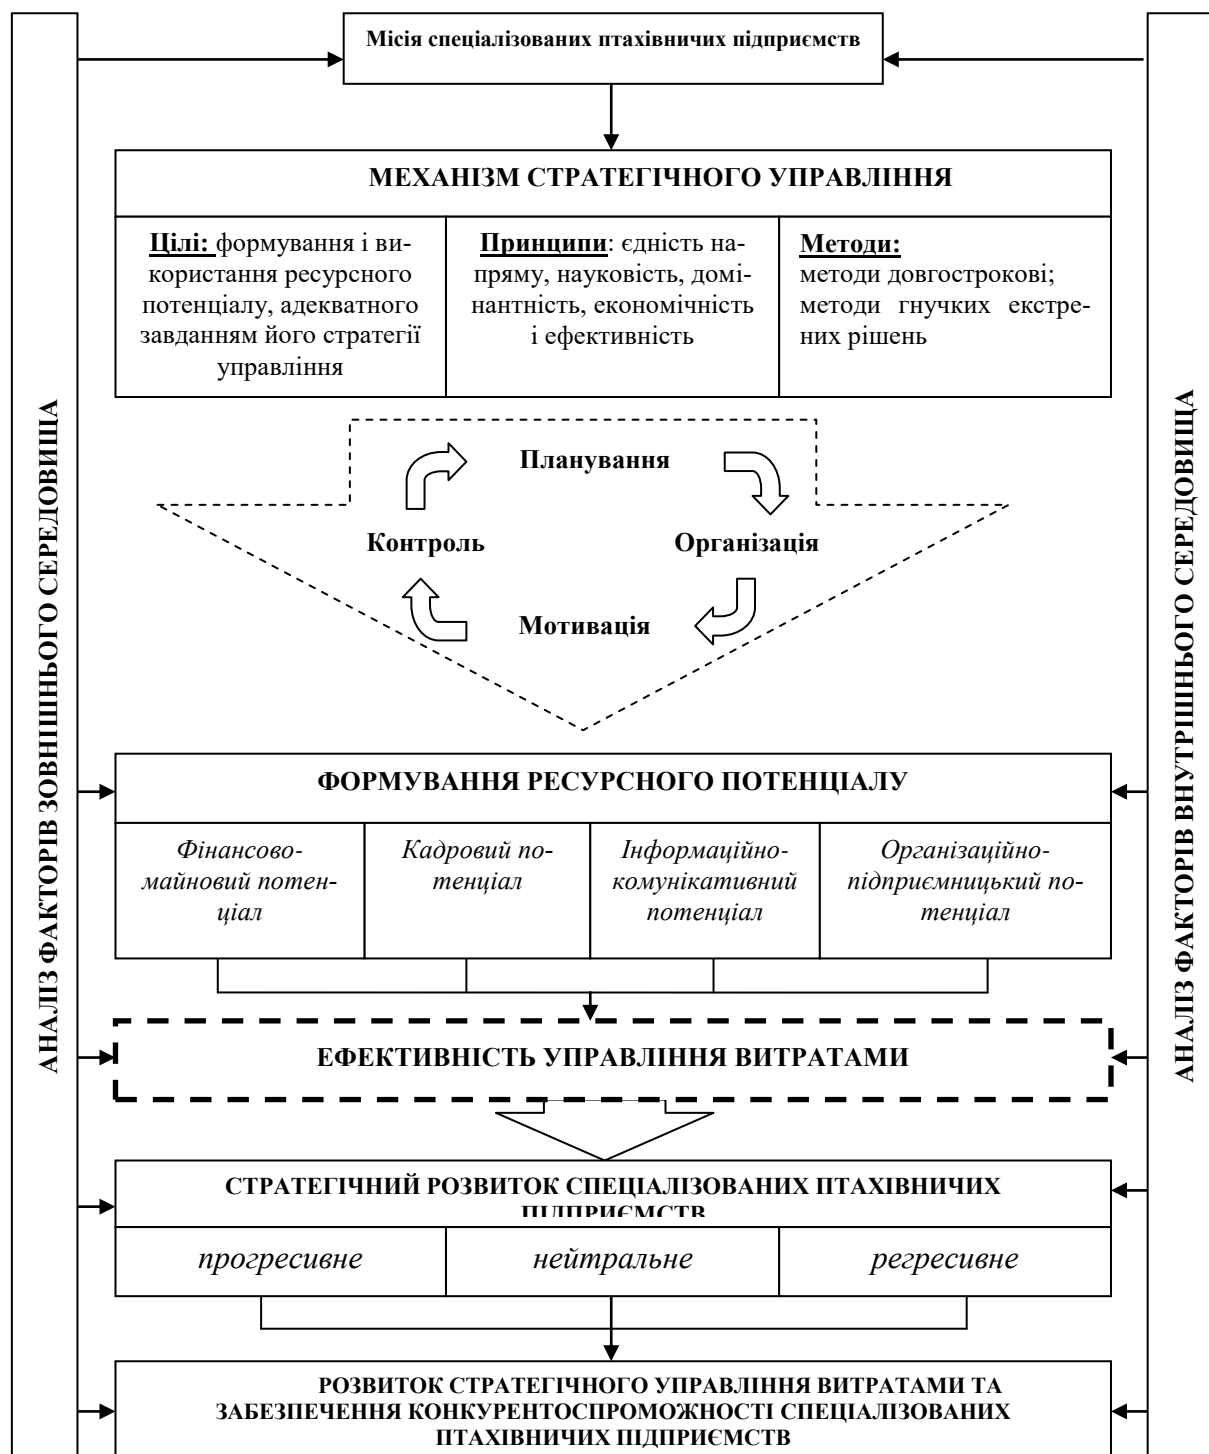 Місія спеціалізованих птахівничих підприємств
МЕХАНІЗМ СТРАТЕГІЧНОГО УПРАВЛІННЯ
Цілі: формування і ви-
користання ресурсного
потенціалу, адекватного
завданням його стратегії
управління
Принципи: єдність на-
пряму, науковість, домі-
нантність, економічність
і ефективність
Методи:
методи довгострокові;
методи гнучких екстре-
них рішень
Планування
Контроль
Організація
Мотивація
АНАЛІЗ ФАКТОРІВ ЗОВНІШНЬОГО СЕРЕДОВИЩА
АНАЛІЗ ФАКТОРІВ ВНУТРІШНЬОГО СЕРЕДОВИЩА
ФОРМУВАННЯ РЕСУРСНОГО ПОТЕНЦІАЛУ
Фінансово-
майновий потен-
ціал
Кадровий по-
тенціал
Інформаційно-
комунікативний
потенціал
Організаційно-
підприємницький по-
тенціал
ЕФЕКТИВНІСТЬ УПРАВЛІННЯ ВИТРАТАМИ
СТРАТЕГІЧНИЙ РОЗВИТОК СПЕЦІАЛІЗОВАНИХ ПТАХІВНИЧИХ
ПІДПРИЄМСТВ
прогресивне
нейтральне
регресивне
РОЗВИТОК СТРАТЕГІЧНОГО УПРАВЛІННЯ ВИТРАТАМИ ТА
ЗАБЕЗПЕЧЕННЯ КОНКУРЕНТОСПРОМОЖНОСТІ СПЕЦІАЛІЗОВАНИХ
ПТАХІВНИЧИХ ПІДПРИЄМСТВ